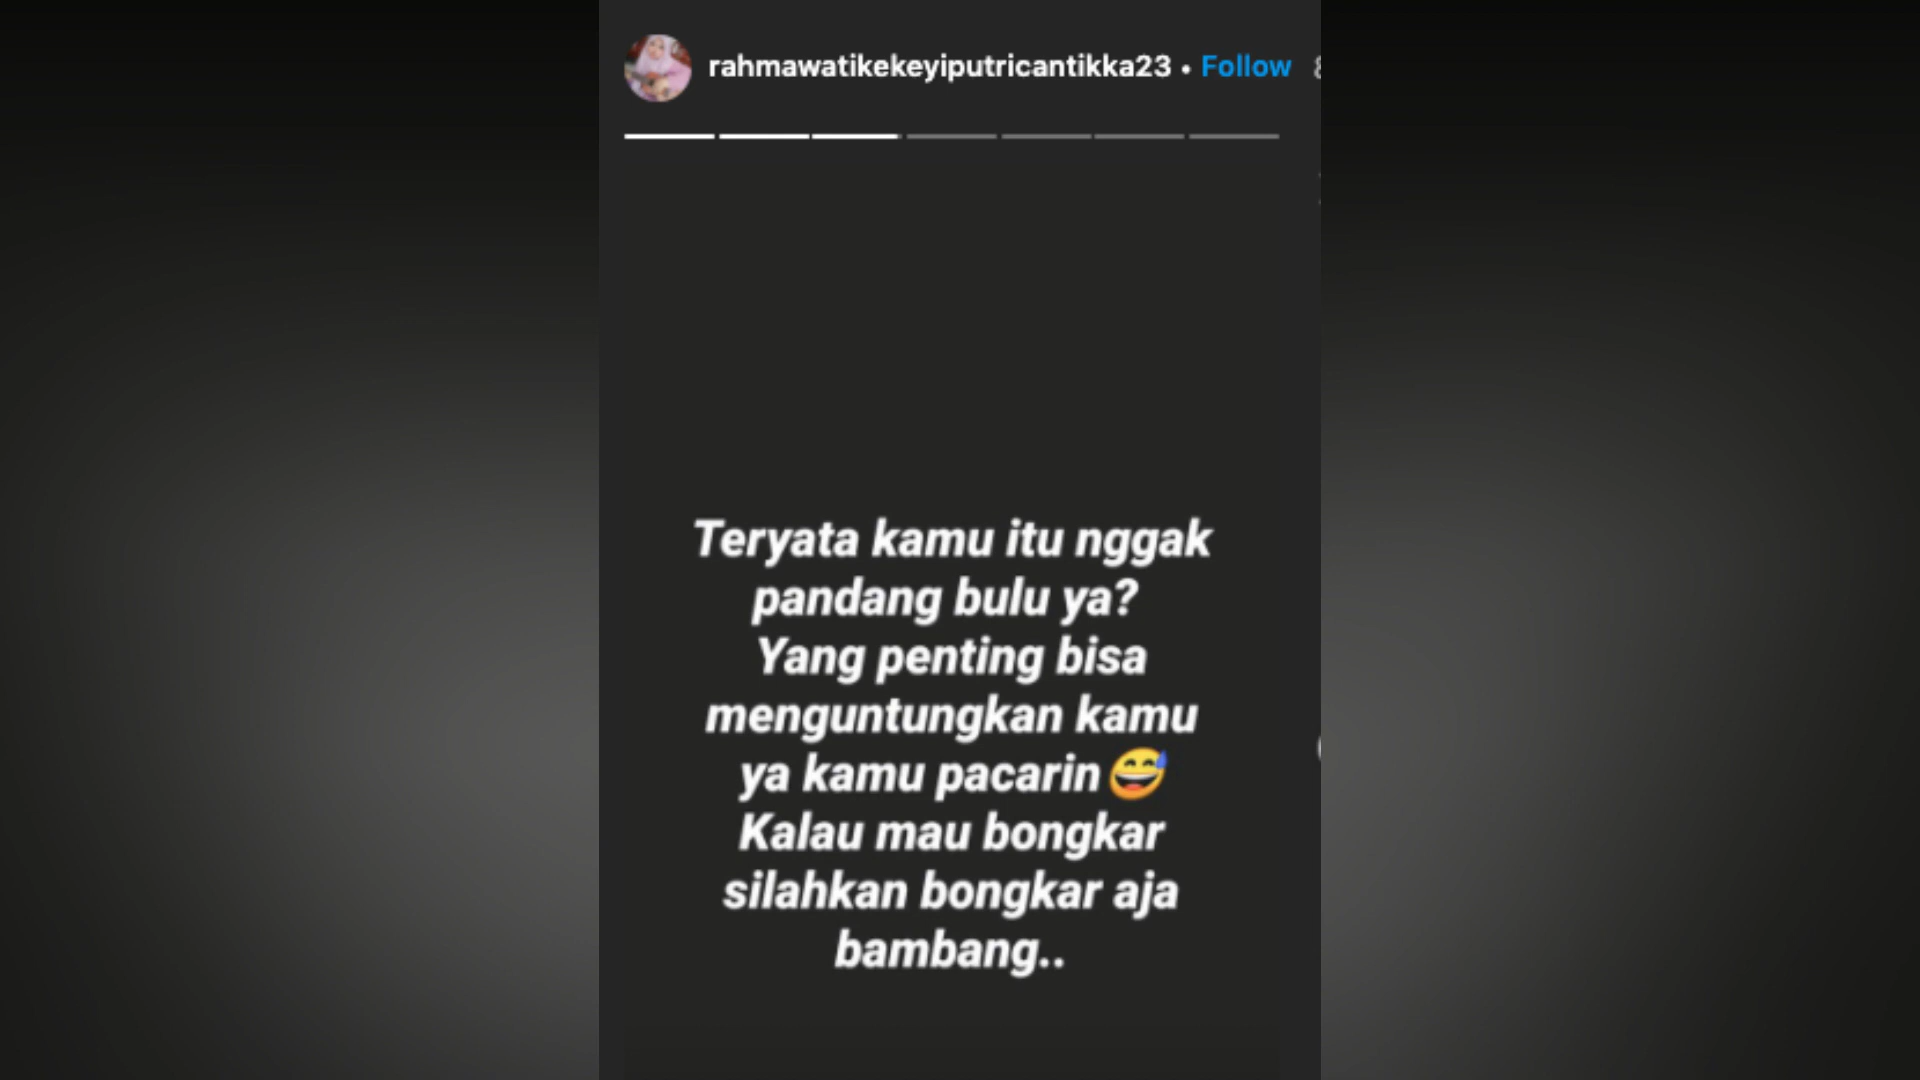 rahmawatikekeyiputricantikka23 • Follow
Teryata kamu itu nggak
pandang bulu ya?
Yang penting bisa
menguntungkan kamu
ya kamu pacarin😅
Kalau mau bongkar
silahkan bongkar aja
bambang..